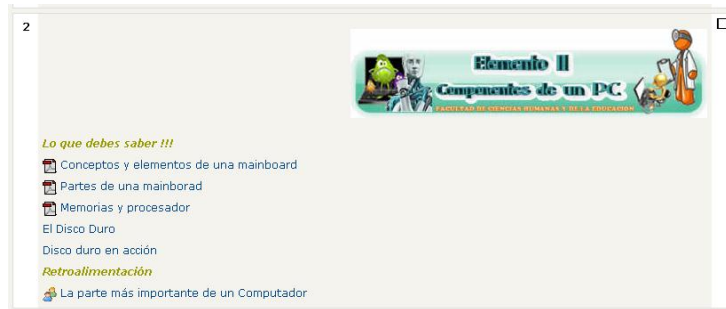 2
Elemento II
Componentes de un PC
FACULTAD DE CIENCIAS HUMANAS Y DE LA EDUCACION
Lo que debes saber !!!
Conceptos y elementos de una mainboard
Partes de una mainborad
Memorias y procesador
El Disco Duro
Disco duro en acción
Retroalimentación
La parte más importante de un Computador